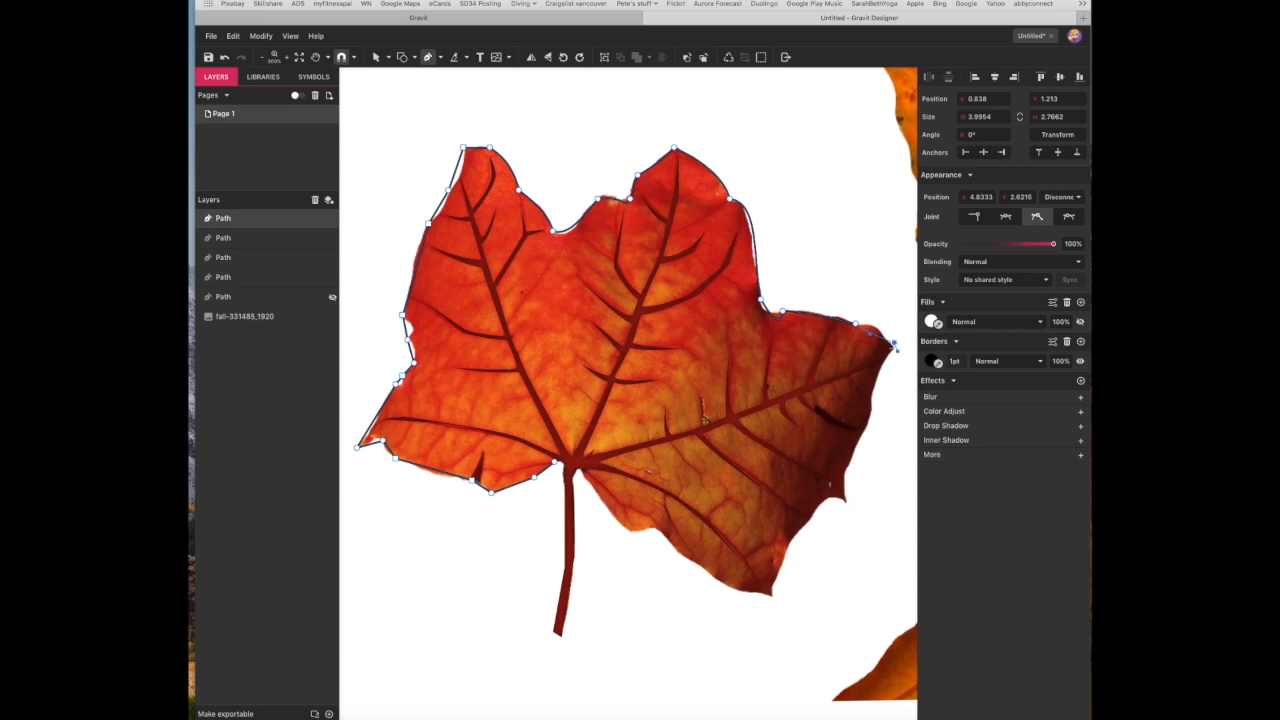 Pixabay Skillshare ADS myfitnesspal WN Google Maps eCards SD34 Posting Diving Craigslist vancouver Pete's stuff Flickr! Aurora Forecast Duolingo Google Play Music SarahBethYoga Apple Bing Google Yahoo abbyconnect >>
Gravit Untitled - Gravit Designer +
File Edit Modify View Help Untitled* ×
- 500% + T
LAYERS LIBRARIES SYMBOLS
Pages
Page 1
Layers
Path
Path
Path
Path
Path
fall-331485_1920
Make exportable
Position X 0.838 Y 1.213
Size W 3.9954 H 2.7662
Angle R 0° Transform
Anchors
Appearance
Position X 4.8333 Y 2.6215 Disconne
Joint
Opacity 100%
Blending Normal
Style No shared style Sync
Fills
Normal 100%
Borders
1pt Normal 100%
Effects
Blur +
Color Adjust +
Drop Shadow +
Inner Shadow +
More +